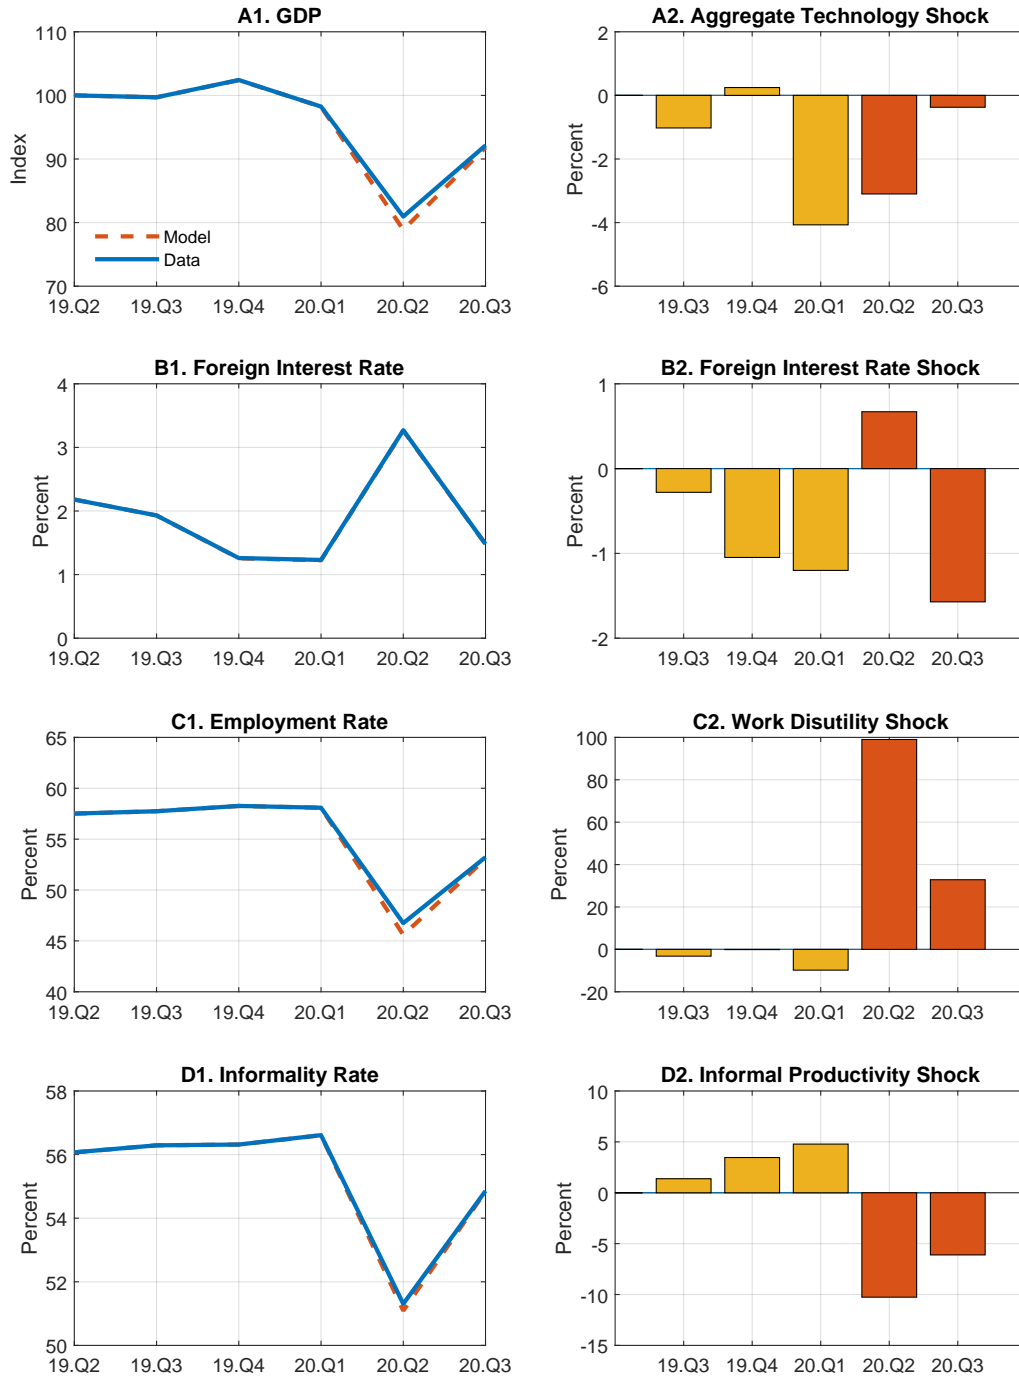 A1. GDP
110
100
90
80
70
Index
Model
Data
19.Q2 19.Q3 19.Q4 20.Q1 20.Q2 20.Q3
A2. Aggregate Technology Shock
2
0
-2
-4
-6
Percent
19.Q3 19.Q4 20.Q1 20.Q2 20.Q3
B1. Foreign Interest Rate
4
3
2
1
0
Percent
19.Q2 19.Q3 19.Q4 20.Q1 20.Q2 20.Q3
B2. Foreign Interest Rate Shock
1
0
-1
-2
Percent
19.Q3 19.Q4 20.Q1 20.Q2 20.Q3
C1. Employment Rate
65
60
55
50
45
40
Percent
19.Q2 19.Q3 19.Q4 20.Q1 20.Q2 20.Q3
C2. Work Disutility Shock
100
80
60
40
20
0
-20
Percent
19.Q3 19.Q4 20.Q1 20.Q2 20.Q3
D1. Informality Rate
58
56
54
52
50
Percent
19.Q2 19.Q3 19.Q4 20.Q1 20.Q2 20.Q3
D2. Informal Productivity Shock
10
5
0
-5
-10
-15
Percent
19.Q3 19.Q4 20.Q1 20.Q2 20.Q3